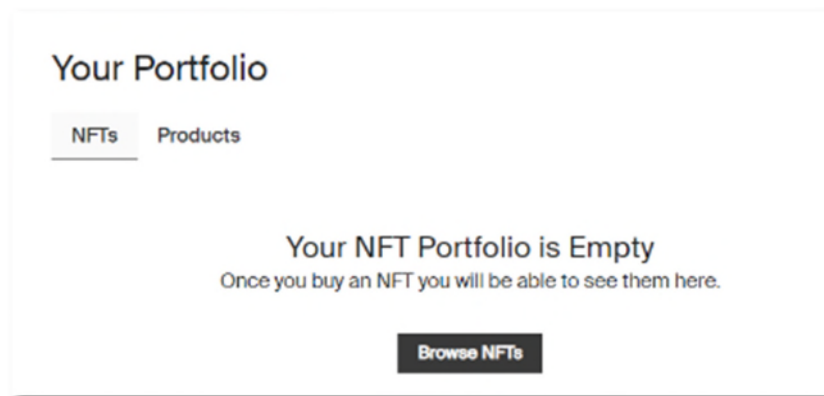 Your Portfolio
NFTs Products
Your NFT Portfolio is Empty
Once you buy an NFT you will be able to see them here.
Browse NFTs